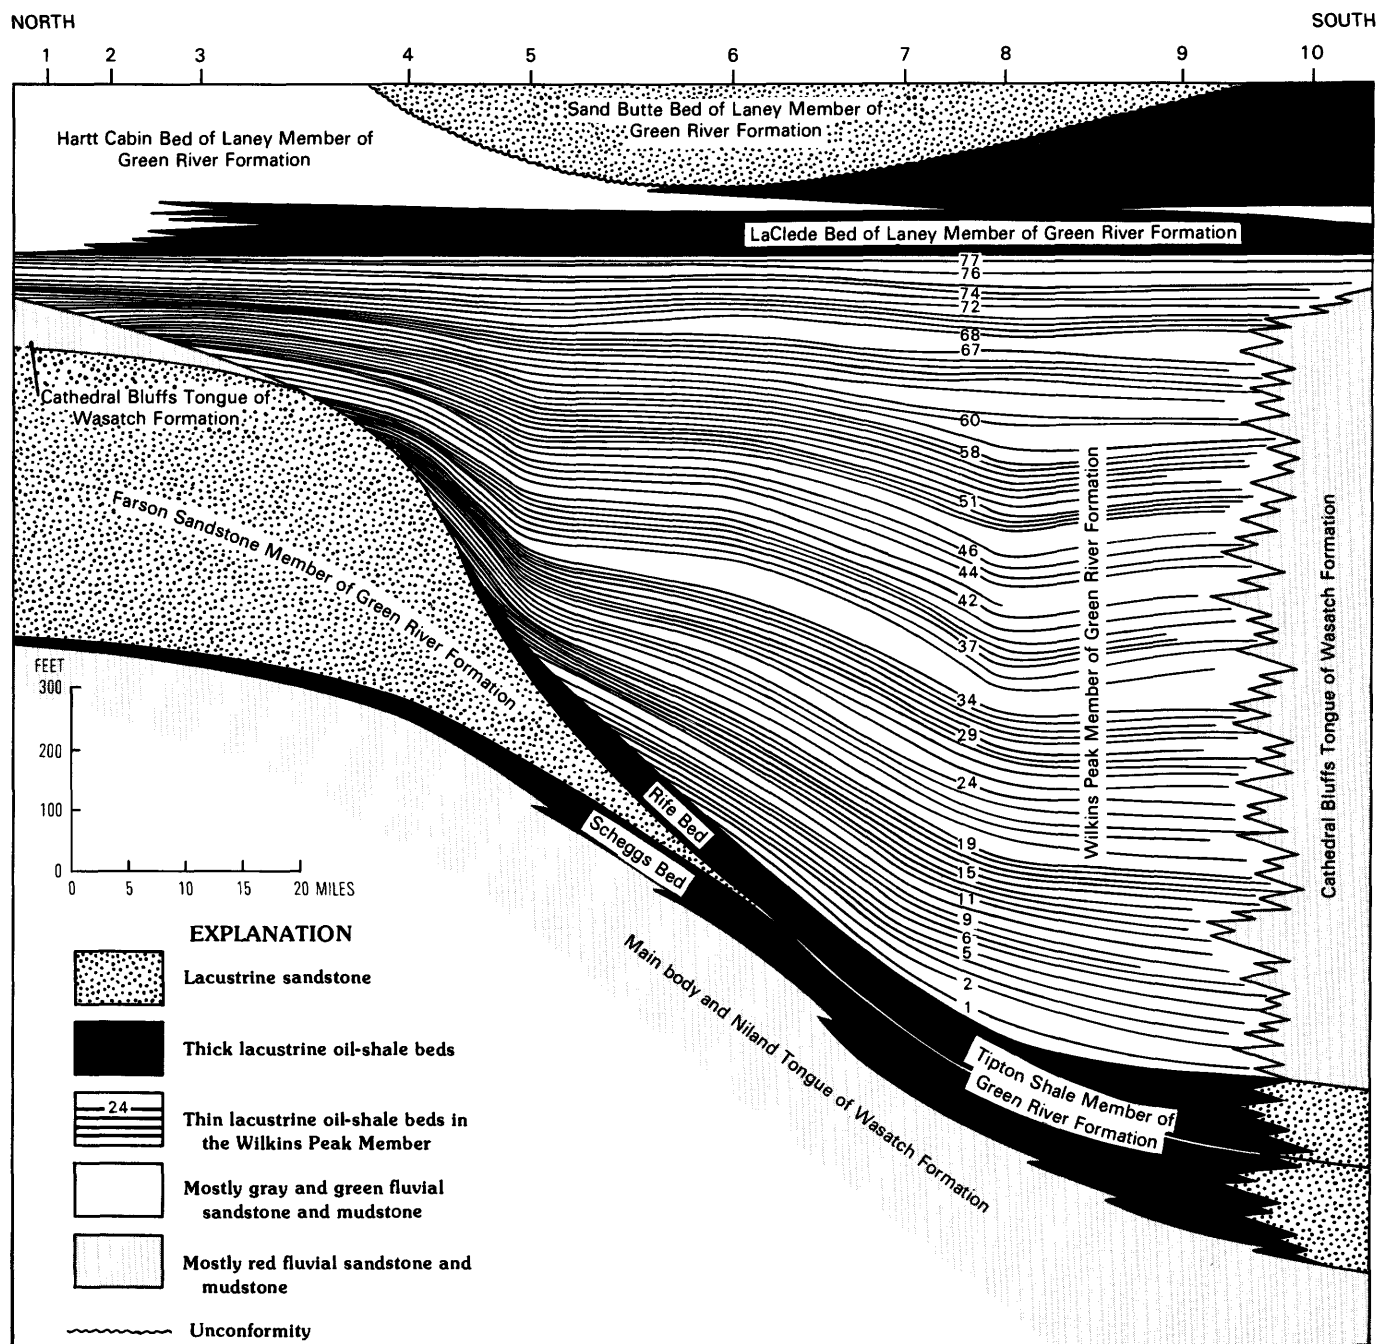 NORTH
SOUTH
1 2 3 4 5 6 7 8 9 10
Sand Butte Bed of Laney Member of
Green River Formation
Hartt Cabin Bed of Laney Member of
Green River Formation
LaClede Bed of Laney Member of Green River Formation
77
76
74
72
68
67
60
58
51
46
44
42
37
34
29
24
19
15
11
9
6
5
2
1
Cathedral Bluffs Tongue of
Wasatch Formation
Farson Sandstone Member of Green River Formation
Wilkins Peak Member of Green River Formation
Cathedral Bluffs Tongue of Wasatch Formation
Rife Bed
Scheggs Bed
Tipton Shale Member of
Green River Formation
Main body and Niland Tongue of Wasatch Formation
FEET
300
200
100
0
0 5 10 15 20 MILES
EXPLANATION
Lacustrine sandstone
Thick lacustrine oil-shale beds
24
Thin lacustrine oil-shale beds in
the Wilkins Peak Member
Mostly gray and green fluvial
sandstone and mudstone
Mostly red fluvial sandstone and
mudstone
Unconformity